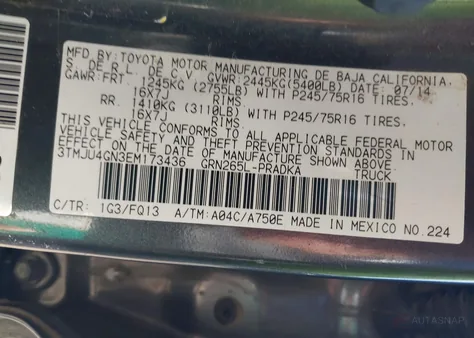 MFD. BY:TOYOTA MOTOR MANUFACTURING DE BAJA CALIFORNIA
S. DE R.L. DE C.V. GVWR:2445KG(5400LB) DATE: 07/14
GAWR:FRT. 1245KG (2755LB) WITH P245/75R16 TIRES.
16X7J RIMS
RR. 1410KG (3110LB) WITH P245/75R16 TIRES.
16X7J RIMS
THIS VEHICLE CONFORMS TO ALL APPLICABLE FEDERAL MOTOR
VEHICLE SAFETY AND THEFT PREVENTION STANDARDS IN
EFFECT ON THE DATE OF MANUFACTURE SHOWN ABOVE.
3TMJU4GN3EM173436 GRN265L-PRADKA TRUCK
C/TR: 1G3/FQ13 A/TM:A04C/A750E MADE IN MEXICO NO.224
AUTOSNAP